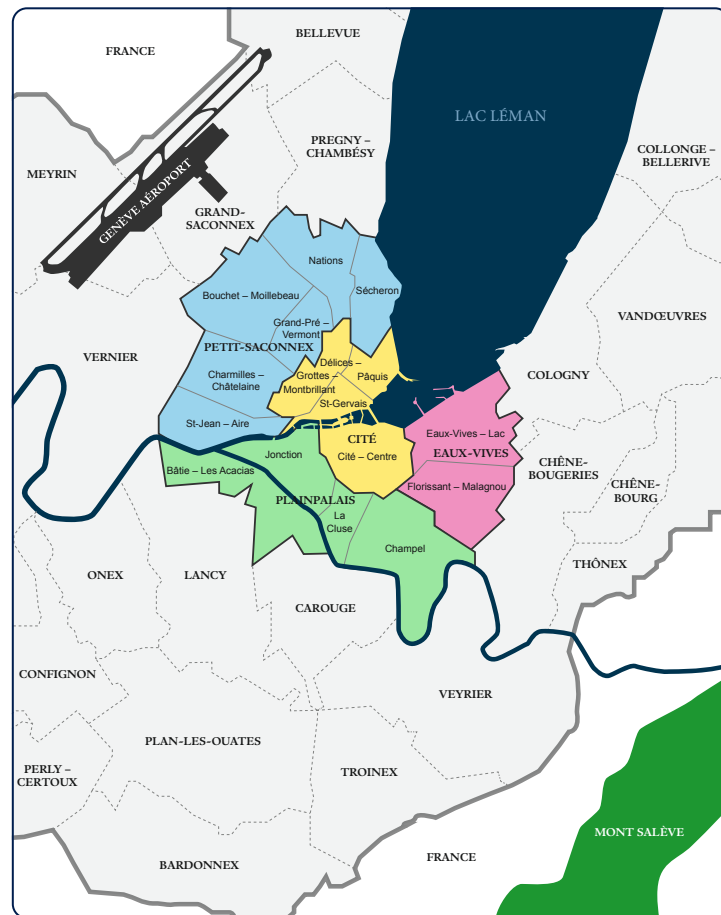 BELLEVUE
FRANCE
LAC LÉMAN
PREGNY –
CHAMBÉSY
COLLONGE –
BELLERIVE
MEYRIN
GENÈVE AÉROPORT
GRAND-
SACONNEX
Nations
Sécheron
Bouchet – Moillebeau
VANDŒUVRES
Grand-Pré –
Vermont
PETIT-SACONNEX
VERNIER
Délices –
Grottes –
Montbrillant
Pâquis
COLOGNY
Charmilles –
Châtelaine
St-Gervais
St-Jean – Aire
CITÉ
Eaux-Vives – Lac
EAUX-VIVES
Jonction
Cité – Centre
Bâtie – Les Acacias
CHÊNE-
BOUGERIES
Florissant – Malagnou
CHÊNE-
BOURG
PLAINPALAIS
La
Cluse
Champel
THÔNEX
ONEX
LANCY
CAROUGE
CONFIGNON
VEYRIER
PLAN-LES-OUATES
PERLY –
CERTOUX
TROINEX
MONT SALÈVE
BARDONNEX
FRANCE